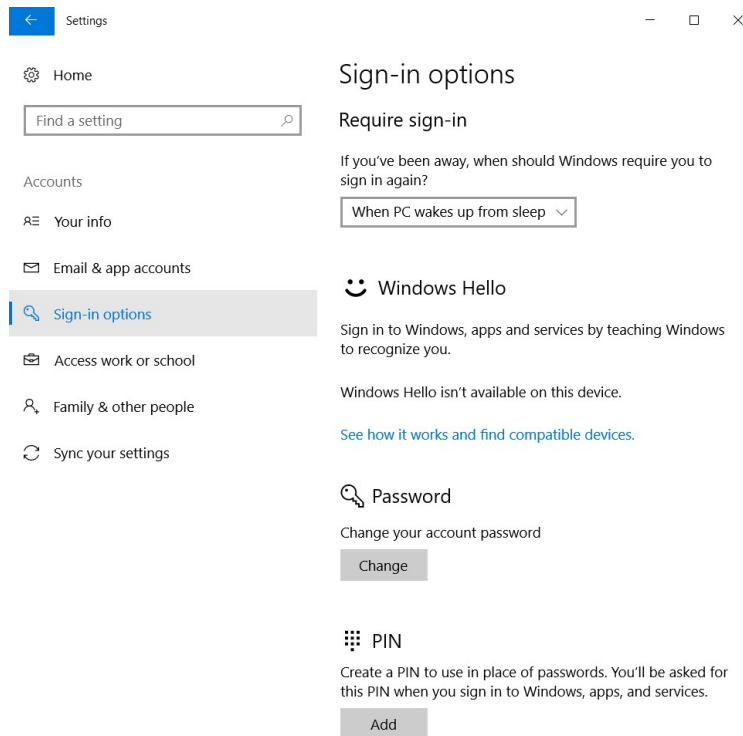 Settings
Home
Find a setting
Accounts
Your info
Email & app accounts
Sign-in options
Access work or school
Family & other people
Sync your settings
Sign-in options
Require sign-in
If you've been away, when should Windows require you to
sign in again?
When PC wakes up from sleep
Windows Hello
Sign in to Windows, apps and services by teaching Windows
to recognize you.
Windows Hello isn't available on this device.
See how it works and find compatible devices.
Password
Change your account password
Change
PIN
Create a PIN to use in place of passwords. You'll be asked for
this PIN when you sign in to Windows, apps, and services.
Add